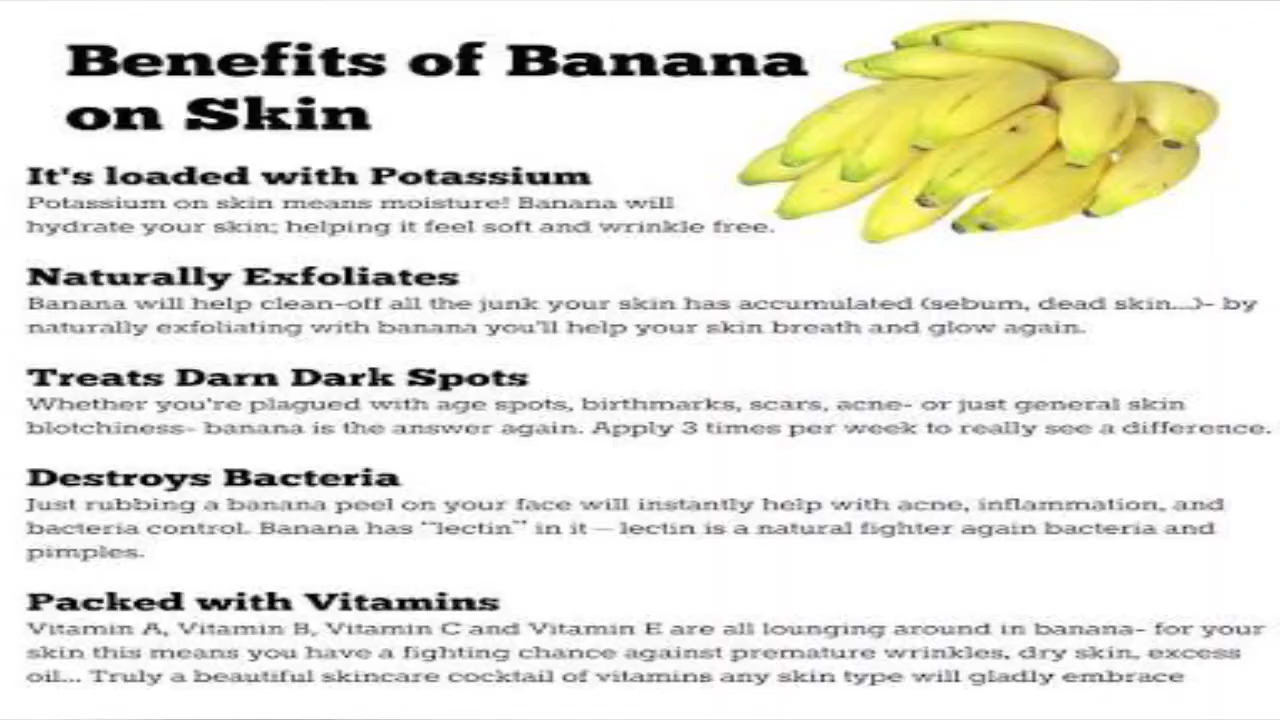 Benefits of Banana
on Skin
It's loaded with Potassium
Potassium on skin means moisture! Banana will
hydrate your skin; helping it feel soft and wrinkle free.
Naturally Exfoliates
Banana will help clean-off all the junk your skin has accumulated (sebum, dead skin...)- by
naturally exfoliating with banana you'll help your skin breath and glow again.
Treats Darn Dark Spots
Whether you're plagued with age spots, birthmarks, scars, acne- or just general skin
blotchiness- banana is the answer again. Apply 3 times per week to really see a difference.
Destroys Bacteria
Just rubbing a banana peel on your face will instantly help with acne, inflammation, and
bacteria control. Banana has "lectin" in it – lectin is a natural fighter again bacteria and
pimples.
Packed with Vitamins
Vitamin A, Vitamin B, Vitamin C and Vitamin E are all lounging around in banana- for your
skin this means you have a fighting chance against premature wrinkles, dry skin, excess
oil... Truly a beautiful skincare cocktail of vitamins any skin type will gladly embrace